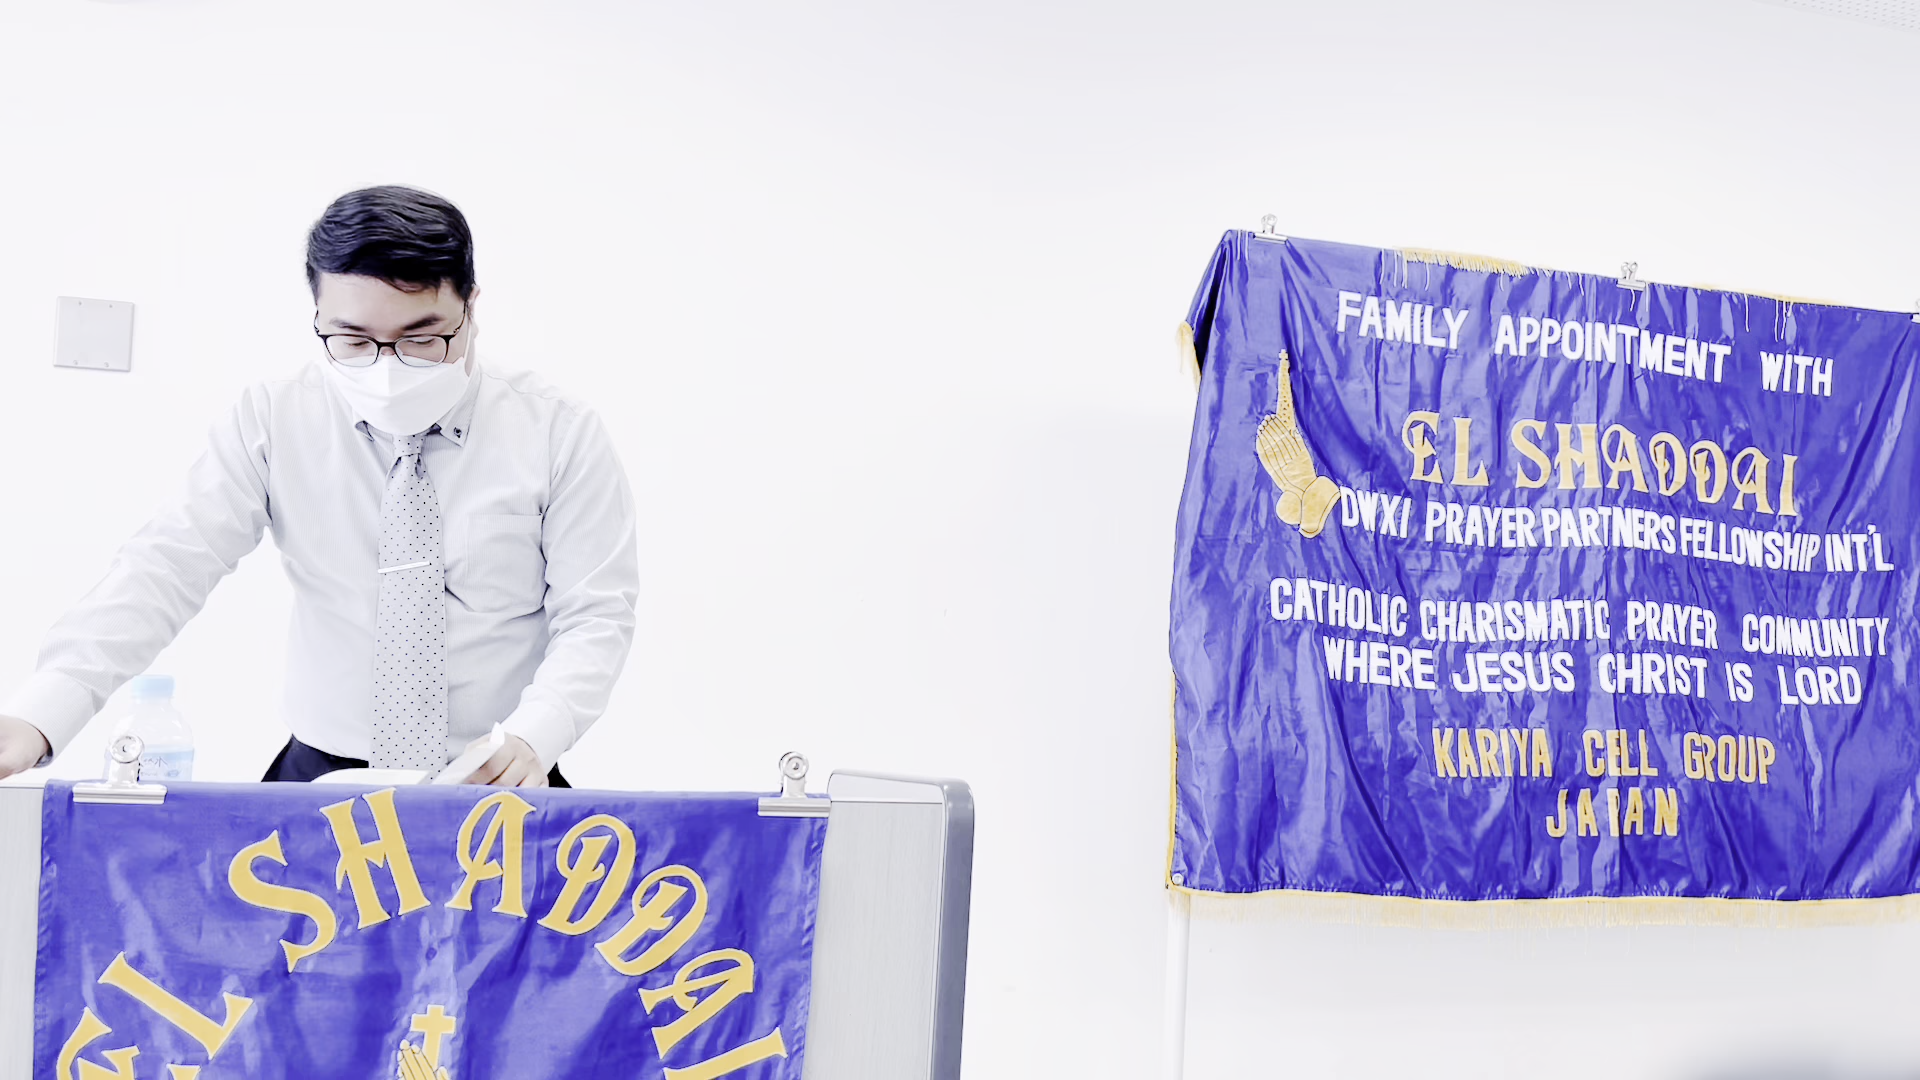 EL SHADDAI
FAMILY APPOINTMENT WITH
EL SHADDAI
DWXI PRAYER PARTNERS FELLOWSHIP INT'L
CATHOLIC CHARISMATIC PRAYER COMMUNITY
WHERE JESUS CHRIST IS LORD
KARIYA CELL GROUP
JAPAN